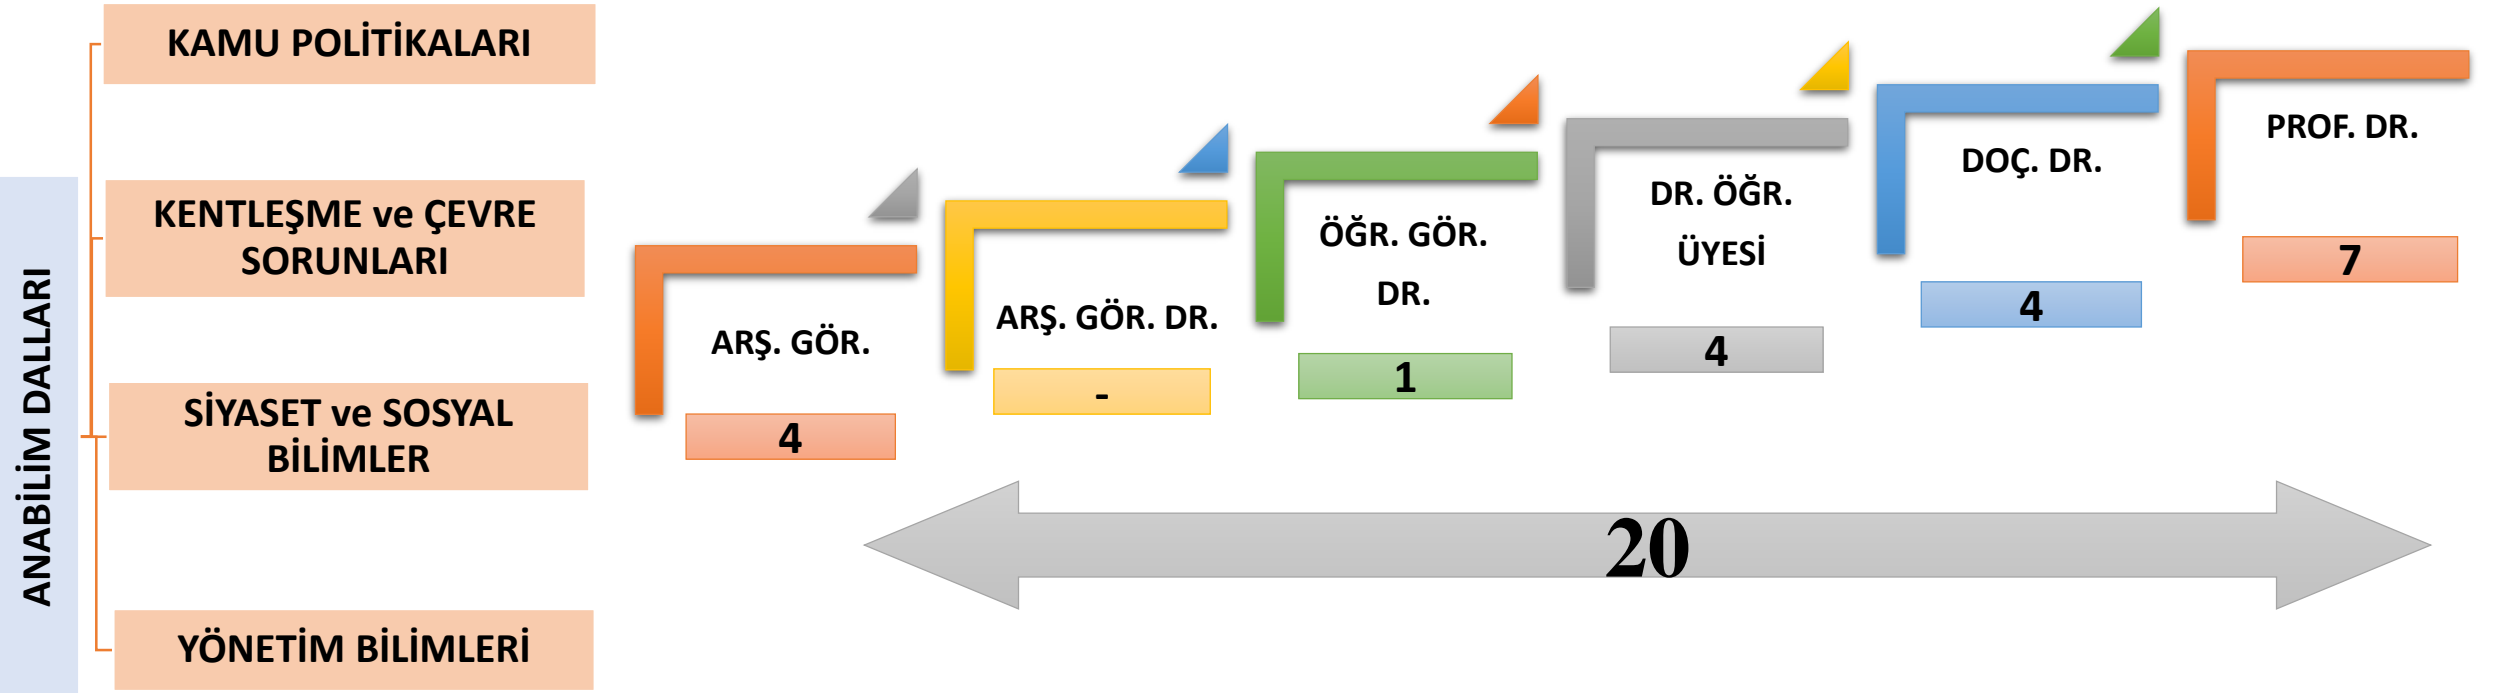 ANABİLİM DALLARI
KAMU POLİTİKALARI
KENTLEŞME ve ÇEVRE
SORUNLARI
SİYASET ve SOSYAL
BİLİMLER
YÖNETİM BİLİMLERİ
ARŞ. GÖR.
4
ARŞ. GÖR. DR.
-
ÖĞR. GÖR.
DR.
1
DR. ÖĞR.
ÜYESİ
4
DOÇ. DR.
4
PROF. DR.
7
20